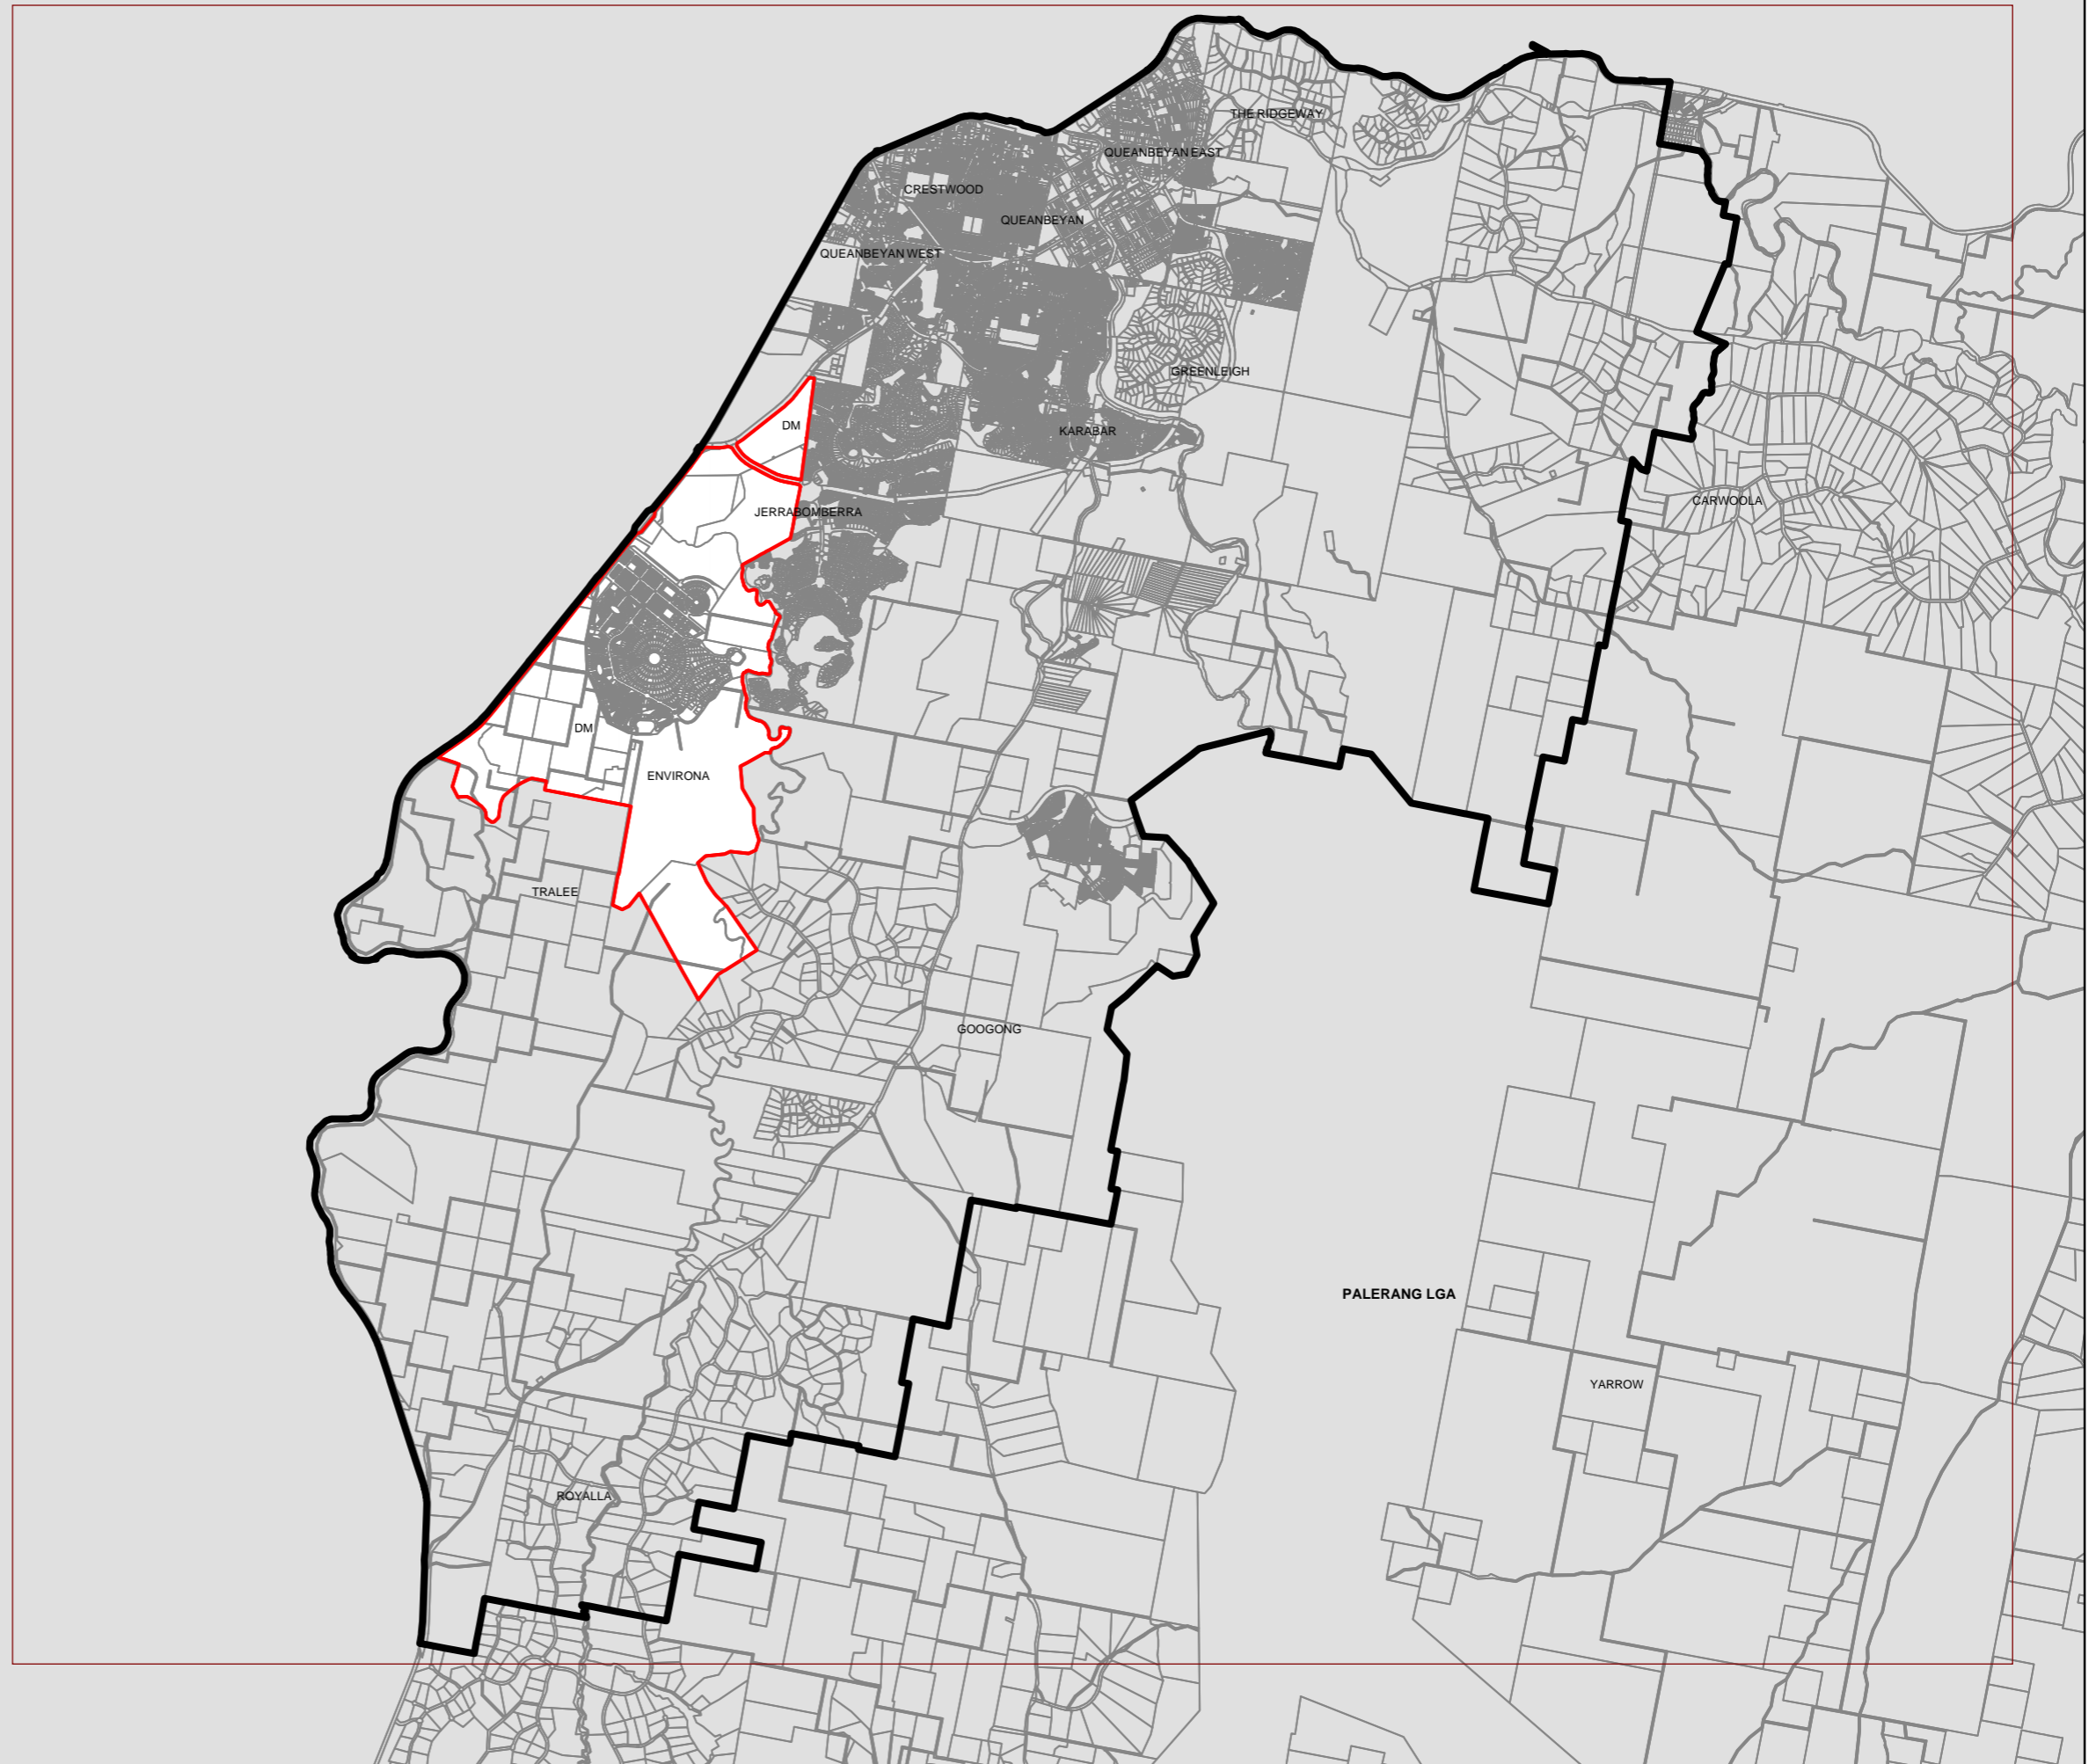 THE RIDGEWAY
QUEANBEYAN EAST
CRESTWOOD
QUEANBEYAN
QUEANBEYAN WEST
GREENLEIGH
DM
KARABAR
CARWOOLA
JERRABOMBERRA
DM
ENVIRONA
TRALEE
GOOGONG
PALERANG LGA
YARROW
ROYALLA